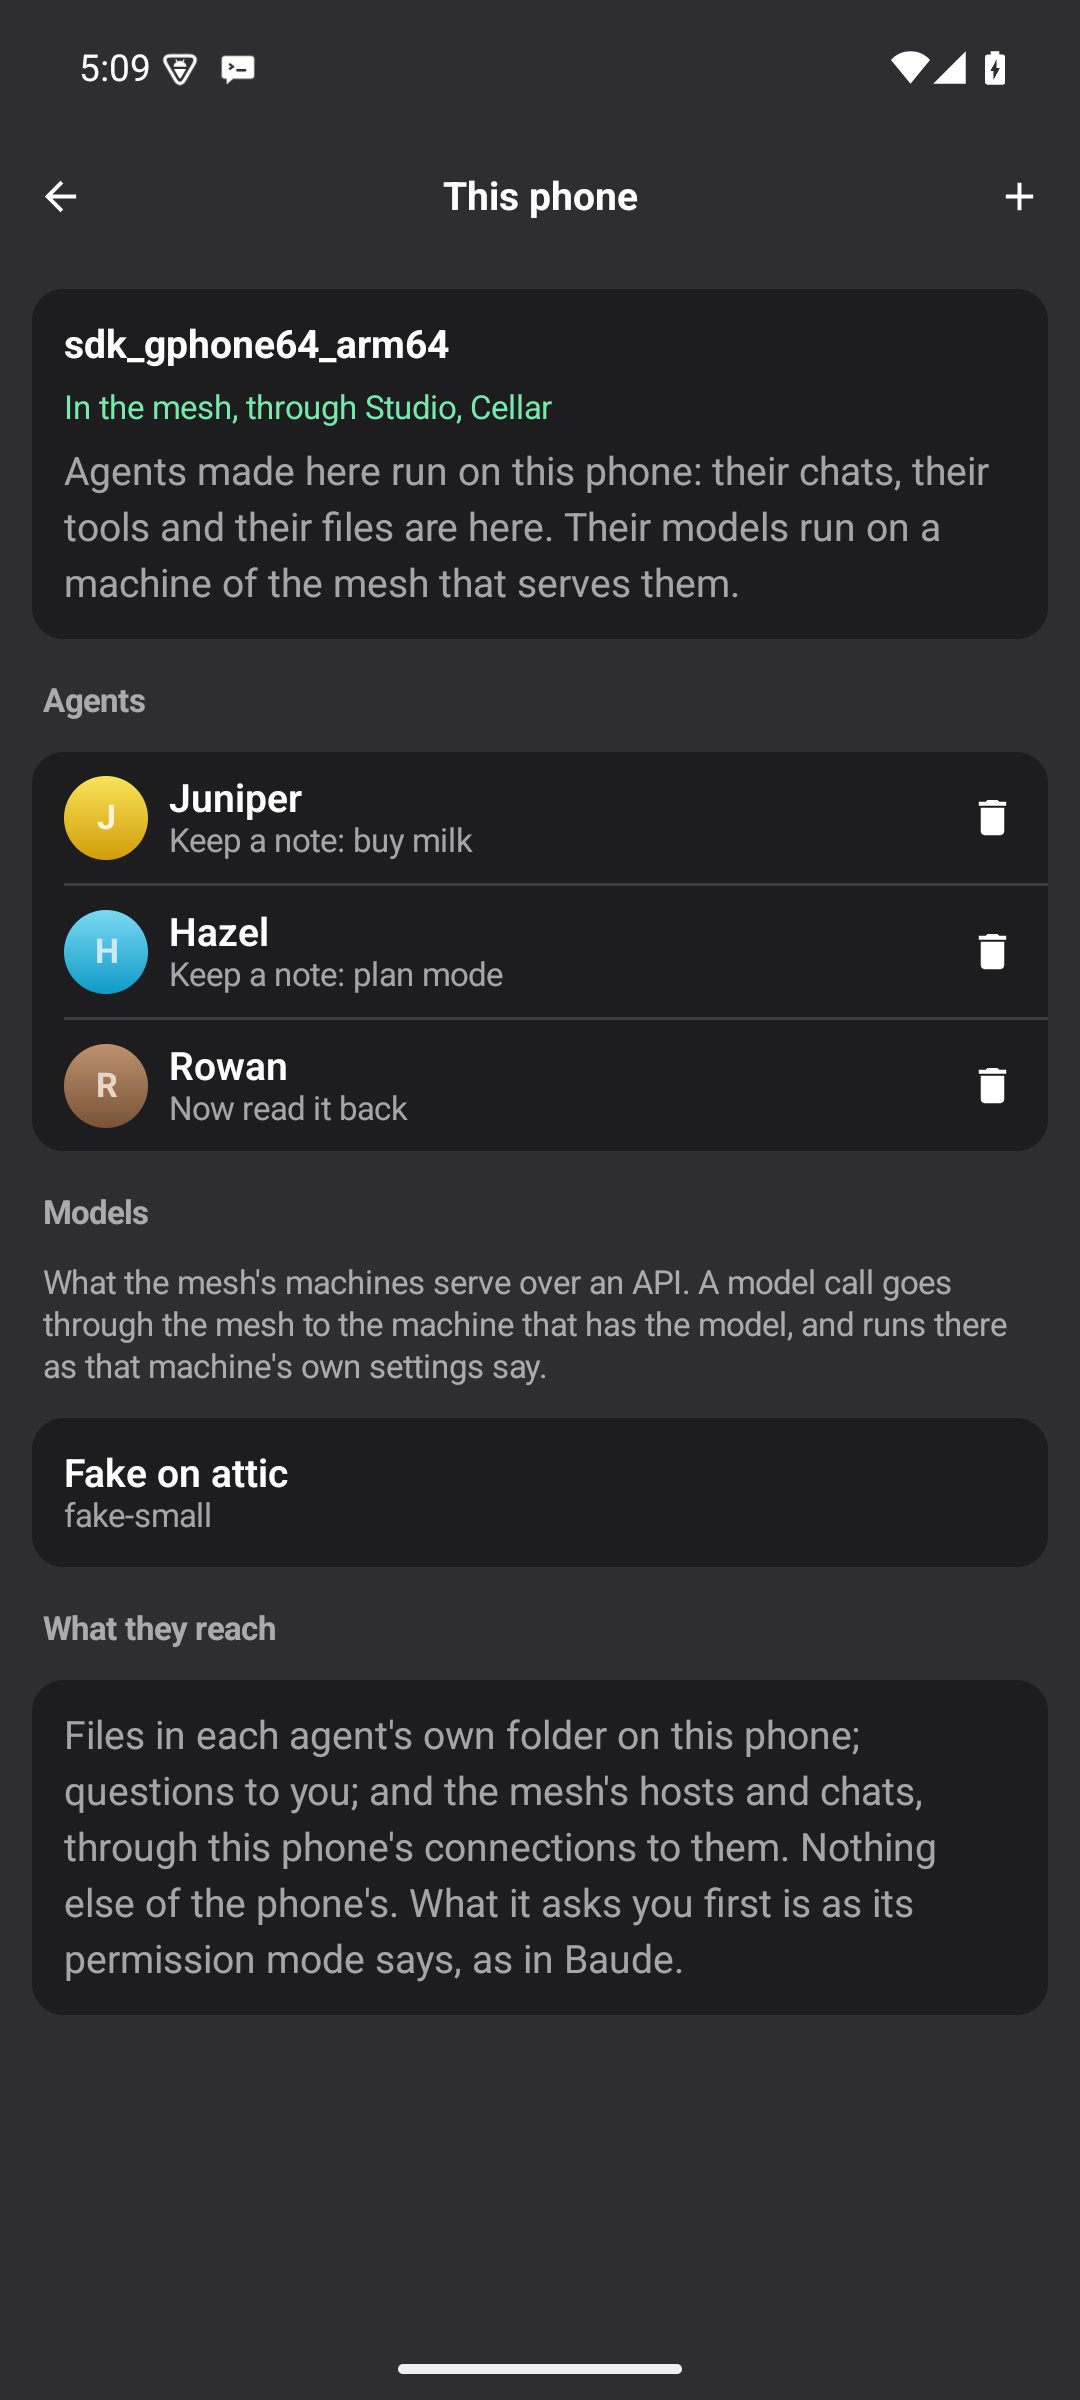 5:09
This phone
sdk_gphone64_arm64
In the mesh, through Studio, Cellar
Agents made here run on this phone: their chats, their
tools and their files are here. Their models run on a
machine of the mesh that serves them.
Agents
J
Juniper
Keep a note: buy milk
H
Hazel
Keep a note: plan mode
R
Rowan
Now read it back
Models
What the mesh's machines serve over an API. A model call goes
through the mesh to the machine that has the model, and runs there
as that machine's own settings say.
Fake on attic
fake-small
What they reach
Files in each agent's own folder on this phone;
questions to you; and the mesh's hosts and chats,
through this phone's connections to them. Nothing
else of the phone's. What it asks you first is as its
permission mode says, as in Baude.